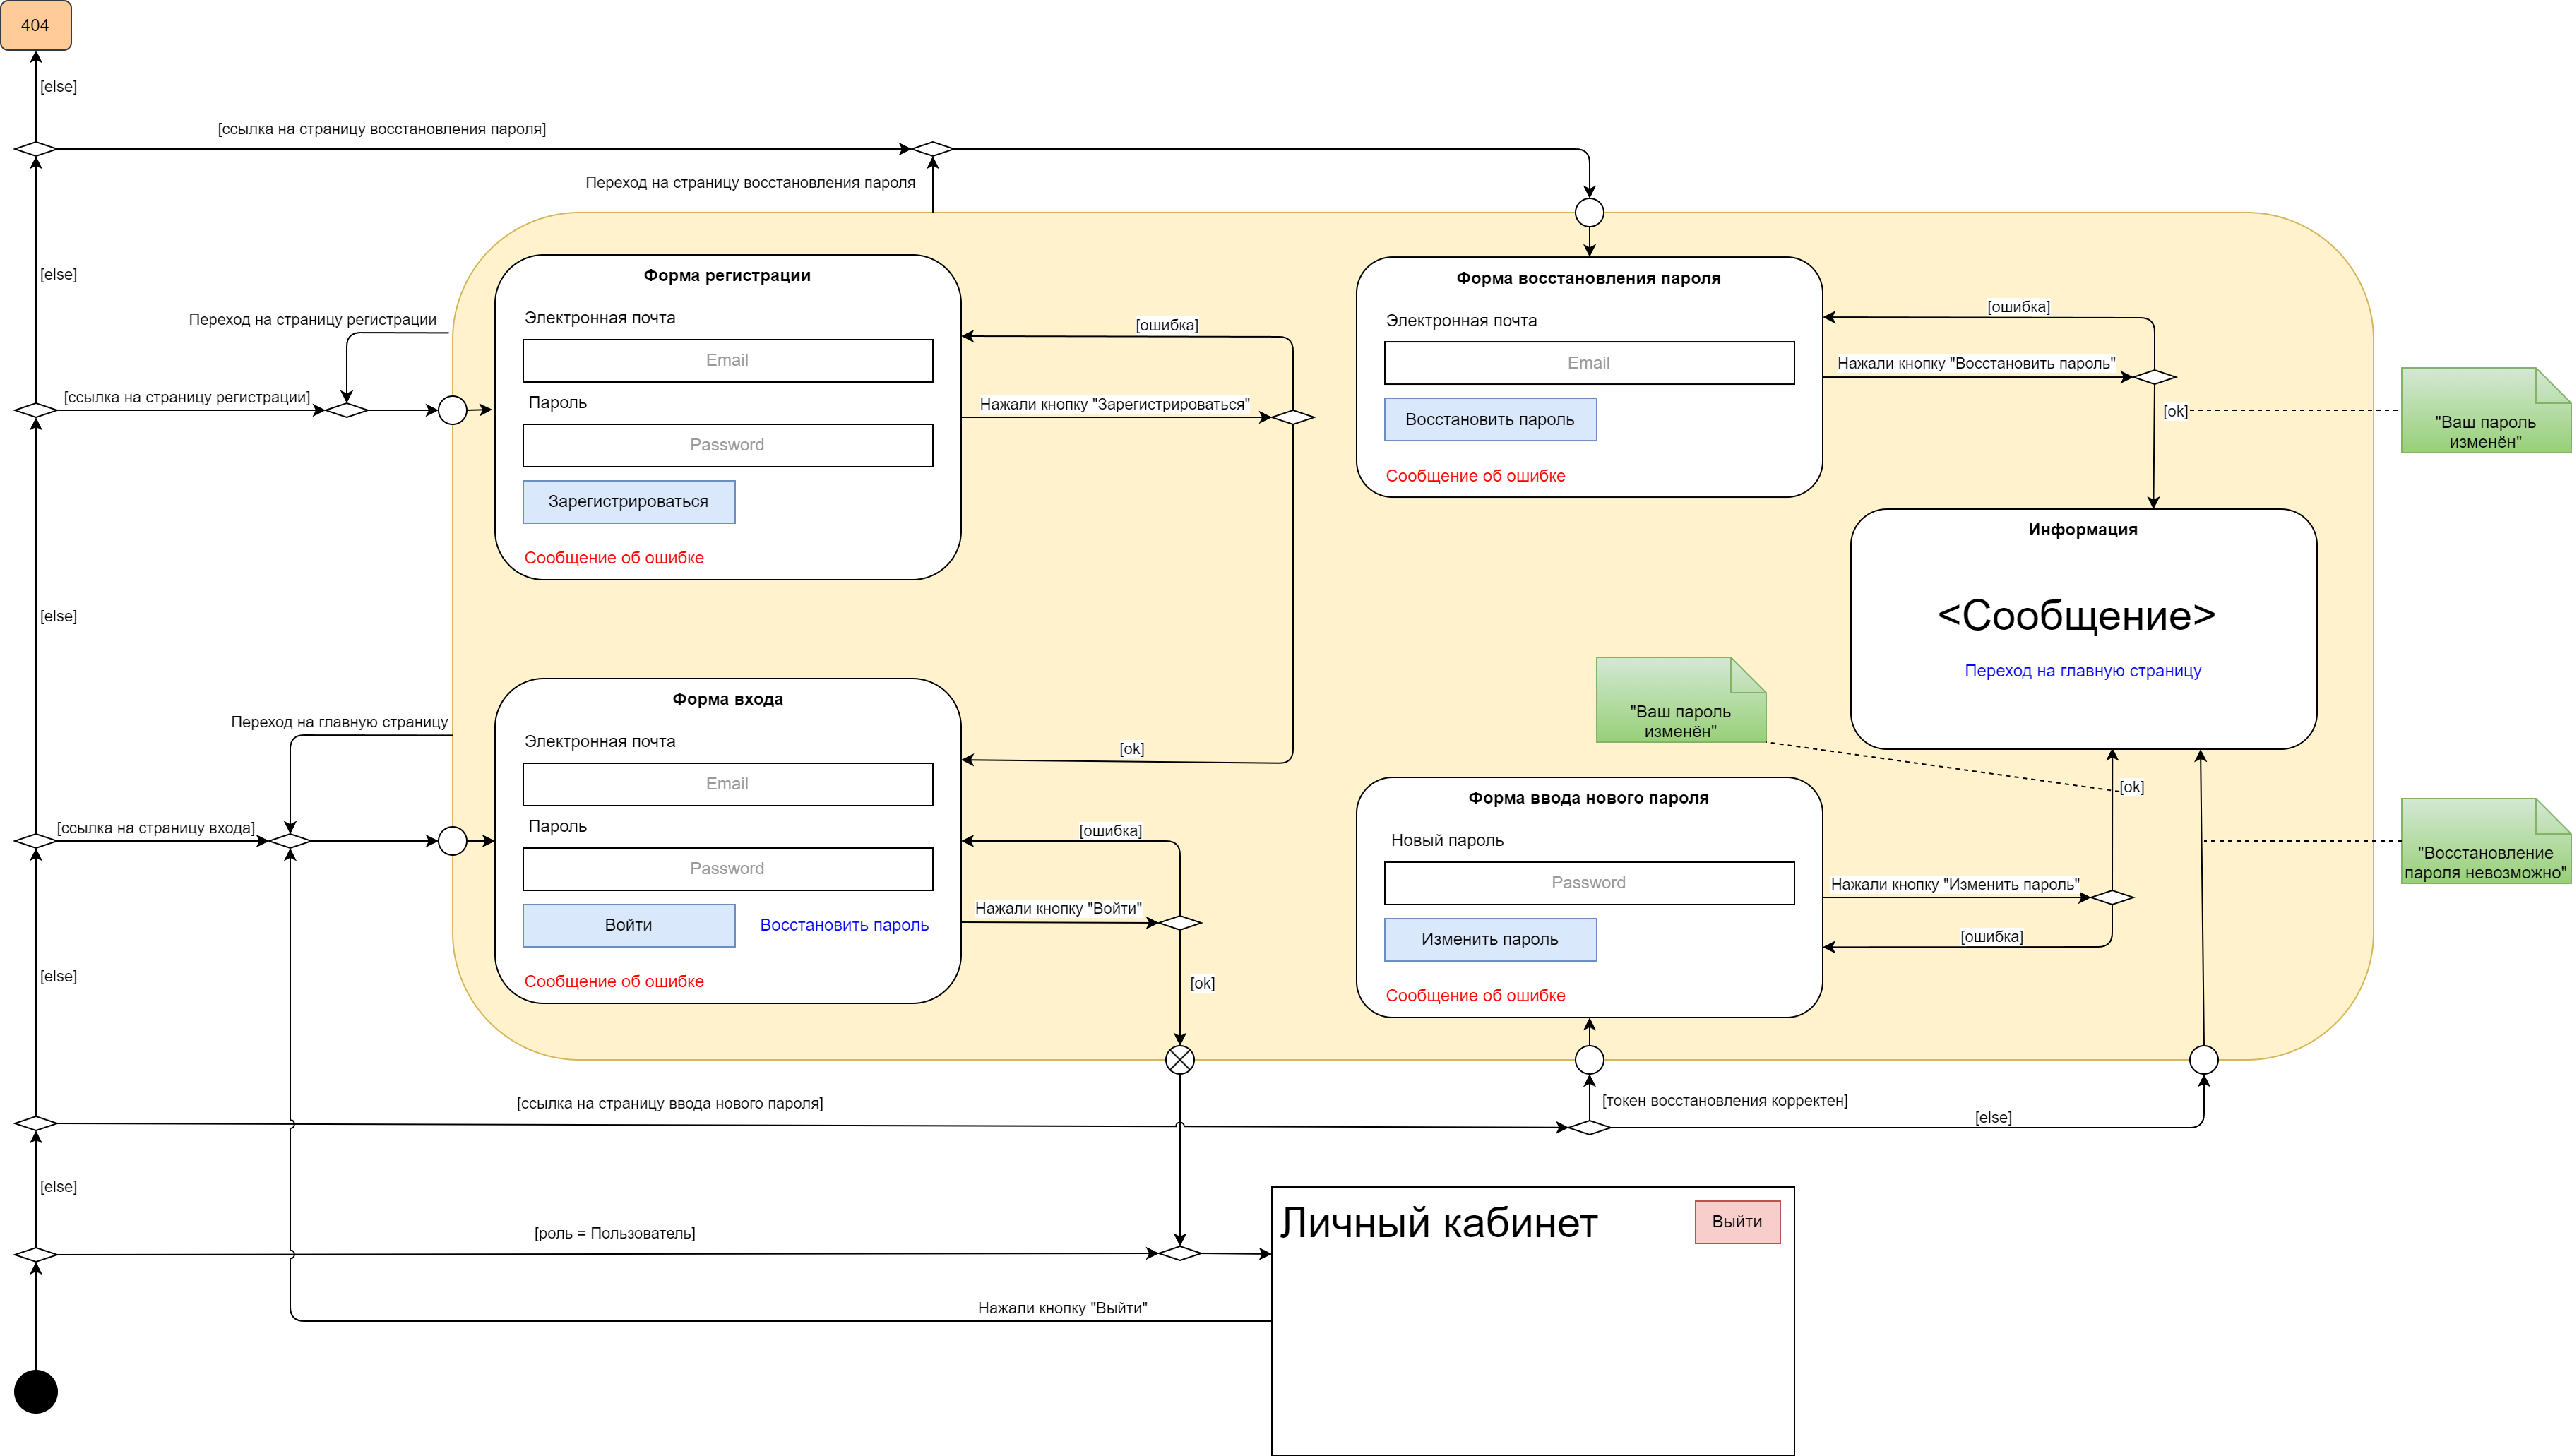 404
[else]
[ссылка на страницу восстановления пароля]
Переход на страницу восстановления пароля
[else]
Переход на страницу регистрации
[ссылка на страницу регистрации]
Форма регистрации
Электронная почта
Email
Пароль
Password
Зарегистрироваться
Сообщение об ошибке
[ошибка]
Нажали кнопку "Зарегистрироваться"
[ok]
Форма восстановления пароля
Электронная почта
Email
Восстановить пароль
Сообщение об ошибке
[ошибка]
Нажали кнопку "Восстановить пароль"
[ok]
"Ваш пароль
изменён"
Информация
<Сообщение>
Переход на главную страницу
[else]
Переход на главную страницу
[ссылка на страницу входа]
Форма входа
Электронная почта
Email
Пароль
Password
Войти
Восстановить пароль
Сообщение об ошибке
[ошибка]
Нажали кнопку "Войти"
[ok]
"Ваш пароль
изменён"
Форма ввода нового пароля
Новый пароль
Password
Изменить пароль
Сообщение об ошибке
[ok]
Нажали кнопку "Изменить пароль"
[ошибка]
"Восстановление
пароля невозможно"
[else]
[ссылка на страницу ввода нового пароля]
[токен восстановления корректен]
[else]
[else]
[роль = Пользователь]
Личный кабинет
Выйти
Нажали кнопку "Выйти"